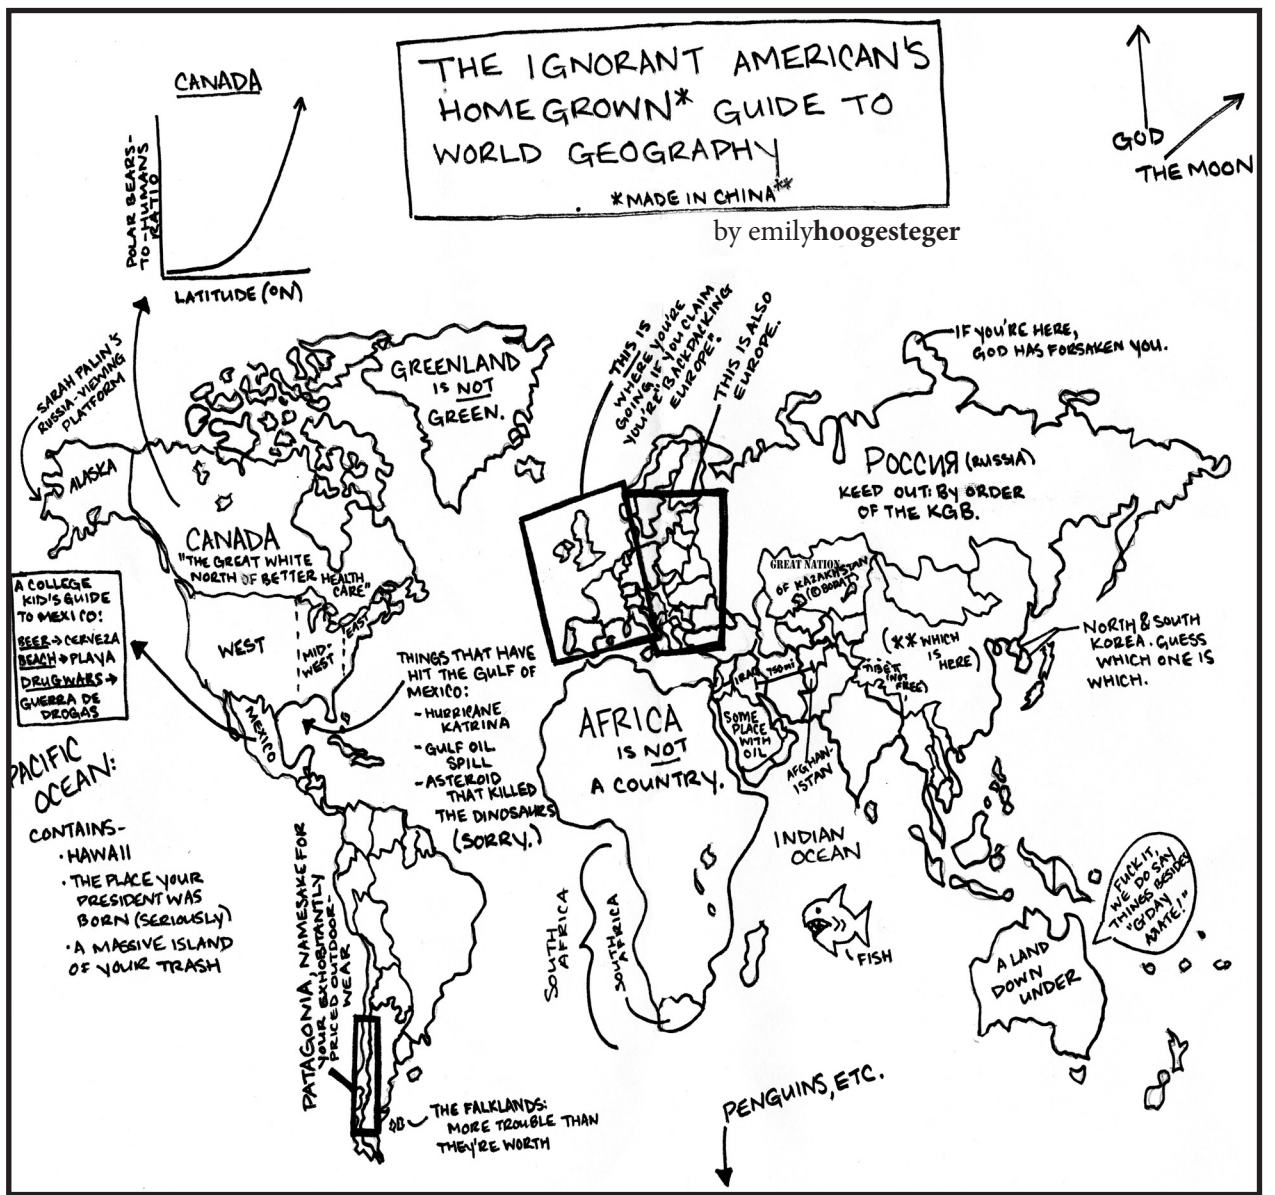 THE IGNORANT AMERICAN'S
HOMEGROWN* GUIDE TO
WORLD GEOGRAPHY
*MADE IN CHINA**
by emilyhoogesteger
CANADA
POLAR BEARS-
TO-HUMANS
RATIO
LATITUDE (°N)
GOD
THE MOON
SARAH PALIN'S
RUSSIA-VIEWING
PLATFORM
ALASKA
GREENLAND
IS NOT
GREEN.
THIS IS
WHERE YOU'RE
GOING, IF YOU CLAIM
YOU'RE "BACKPACKING
EUROPE".
THIS IS ALSO
EUROPE.
IF YOU'RE HERE,
GOD HAS FORSAKEN YOU.
РОССИЯ (RUSSIA)
KEEP OUT: BY ORDER
OF THE KGB.
CANADA
"THE GREAT WHITE
NORTH OF BETTER HEALTH
CARE"
A COLLEGE
KID'S GUIDE
TO MEXICO:
BEER → CERVEZA
BEACH → PLAYA
DRUG WARS →
GUERRA DE
DROGAS
WEST
MID-
WEST
EAST
MEXICO
THINGS THAT HAVE
HIT THE GULF OF
MEXICO:
- HURRICANE
KATRINA
- GULF OIL
SPILL
- ASTEROID
THAT KILLED
THE DINOSAURS
(SORRY.)
GREAT NATION
OF KAZAKHSTAN
(© BORAT)
(** WHICH
IS
HERE)
NORTH & SOUTH
KOREA. GUESS
WHICH ONE IS
WHICH.
IRAQ
750 mi
TIBET
(NOT
FREE)
SOME
PLACE
WITH
OIL
AFGHAN-
ISTAN
AFRICA
IS NOT
A COUNTRY.
PACIFIC
OCEAN:
CONTAINS-
• HAWAII
• THE PLACE YOUR
PRESIDENT WAS
BORN (SERIOUSLY)
• A MASSIVE ISLAND
OF YOUR TRASH
PATAGONIA, NAMESAKE FOR
YOUR EXHORBITANTLY
PRICED OUTDOOR-
WEAR
SOUTH
AFRICA
SOUTH
AFRICA
INDIAN
OCEAN
FISH
FUCK IT,
WE DO SAY
THINGS BESIDES
"G'DAY
MATE!"
A LAND
DOWN
UNDER
THE FALKLANDS:
MORE TROUBLE THAN
THEY'RE WORTH
PENGUINS, ETC.